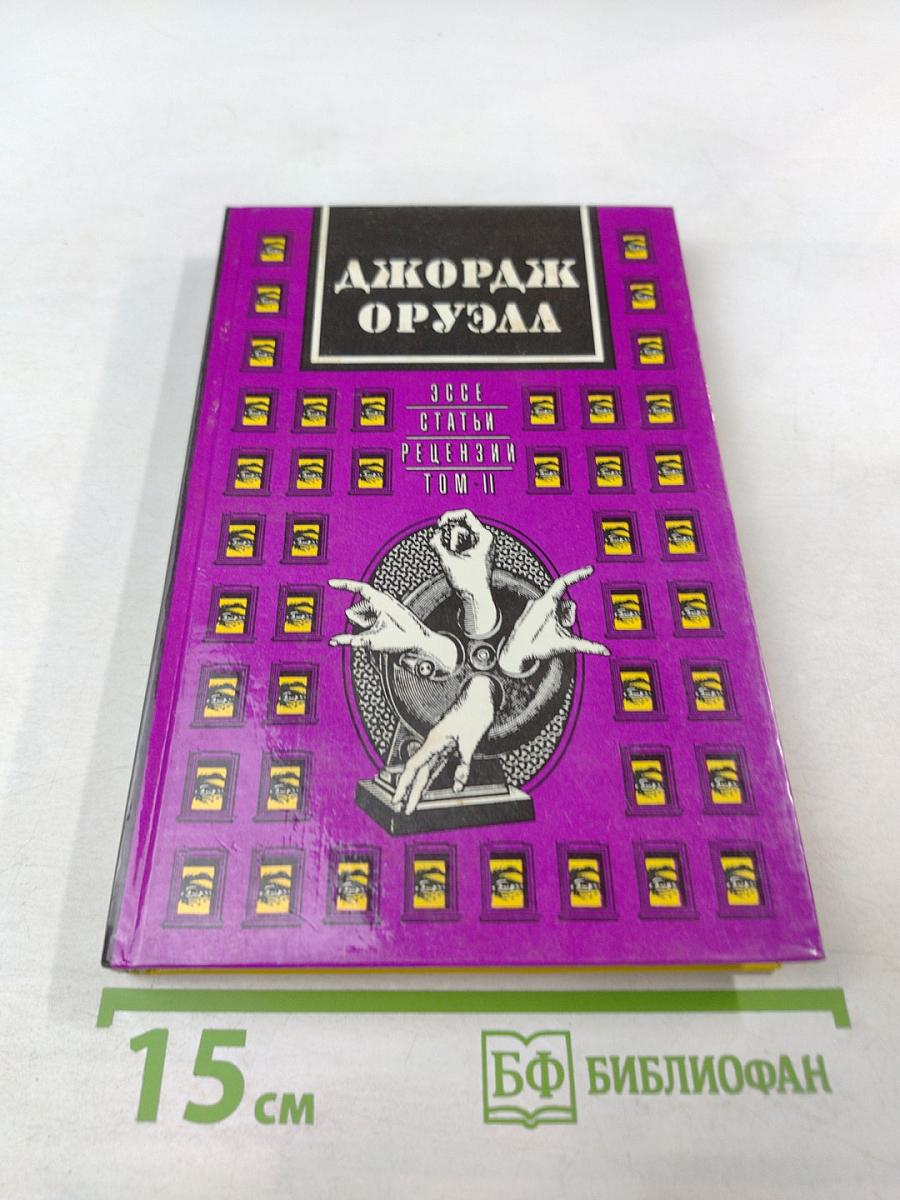 ДЖОРДЖ
ОРУЭЛЛ
ЭССЕ
СТАТЬИ
РЕЦЕНЗИИ
ТОМ-II
15 см
БФ БИБЛИОФАН